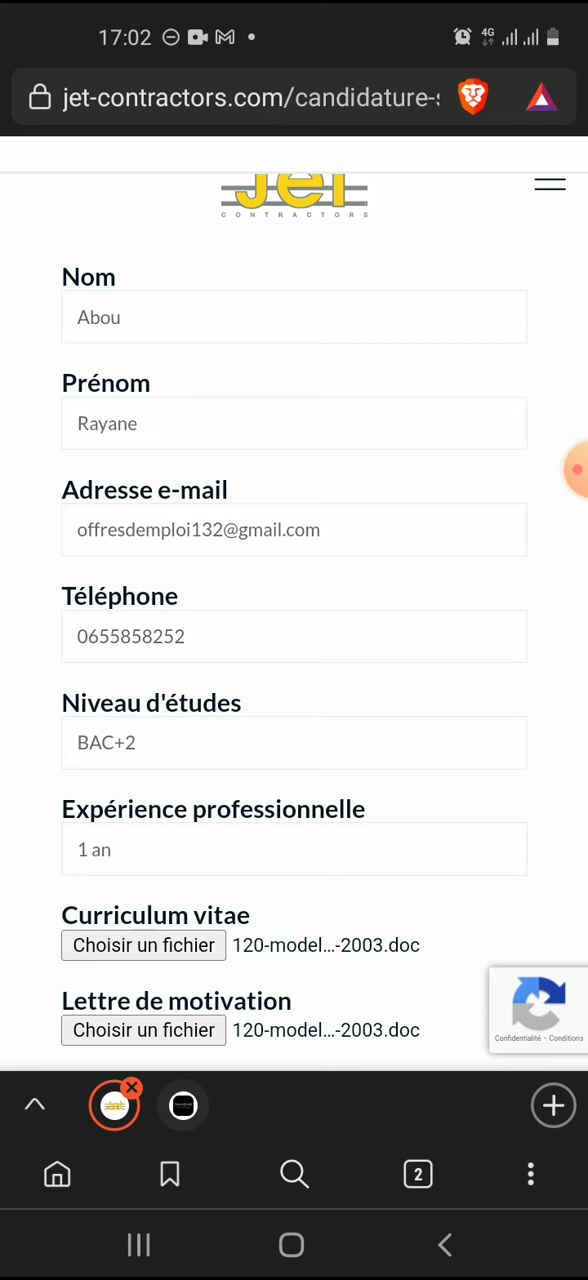 17:02
4G
jet-contractors.com/candidature-s
Jet
CONTRACTORS
Nom
Abou
Prénom
Rayane
Adresse e-mail
offresdemploi132@gmail.com
Téléphone
0655858252
Niveau d'études
BAC+2
Expérience professionnelle
1 an
Curriculum vitae
Choisir un fichier 120-model...-2003.doc
Lettre de motivation
Choisir un fichier 120-model...-2003.doc
Confidentialité - Conditions
2